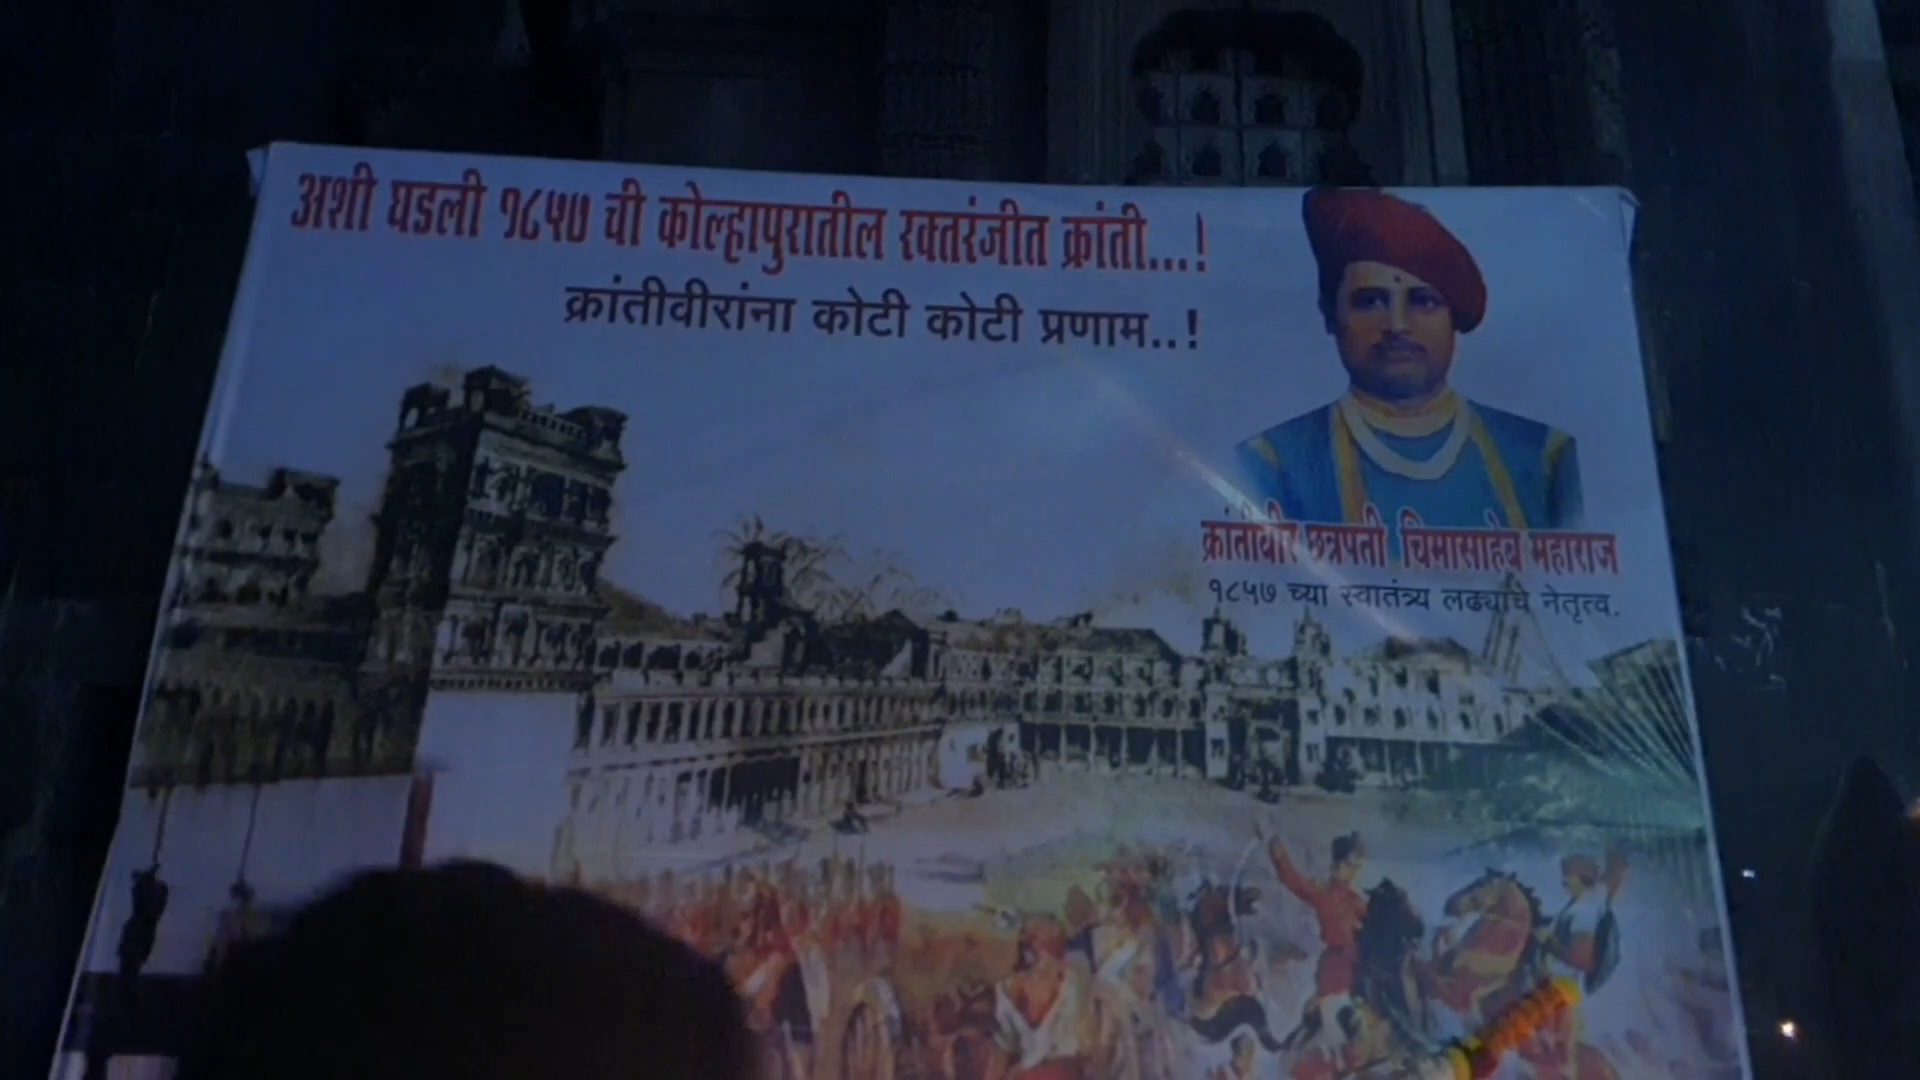 अशी घडली १८५७ ची कोल्हापुरातील रक्तरंजीत क्रांती...!
क्रांतीवीरांना कोटी कोटी प्रणाम..!
क्रांतीवीर छत्रपती चिमासाहेब महाराज
१८५७ च्या स्वातंत्र्य लढ्याचे नेतृत्व.